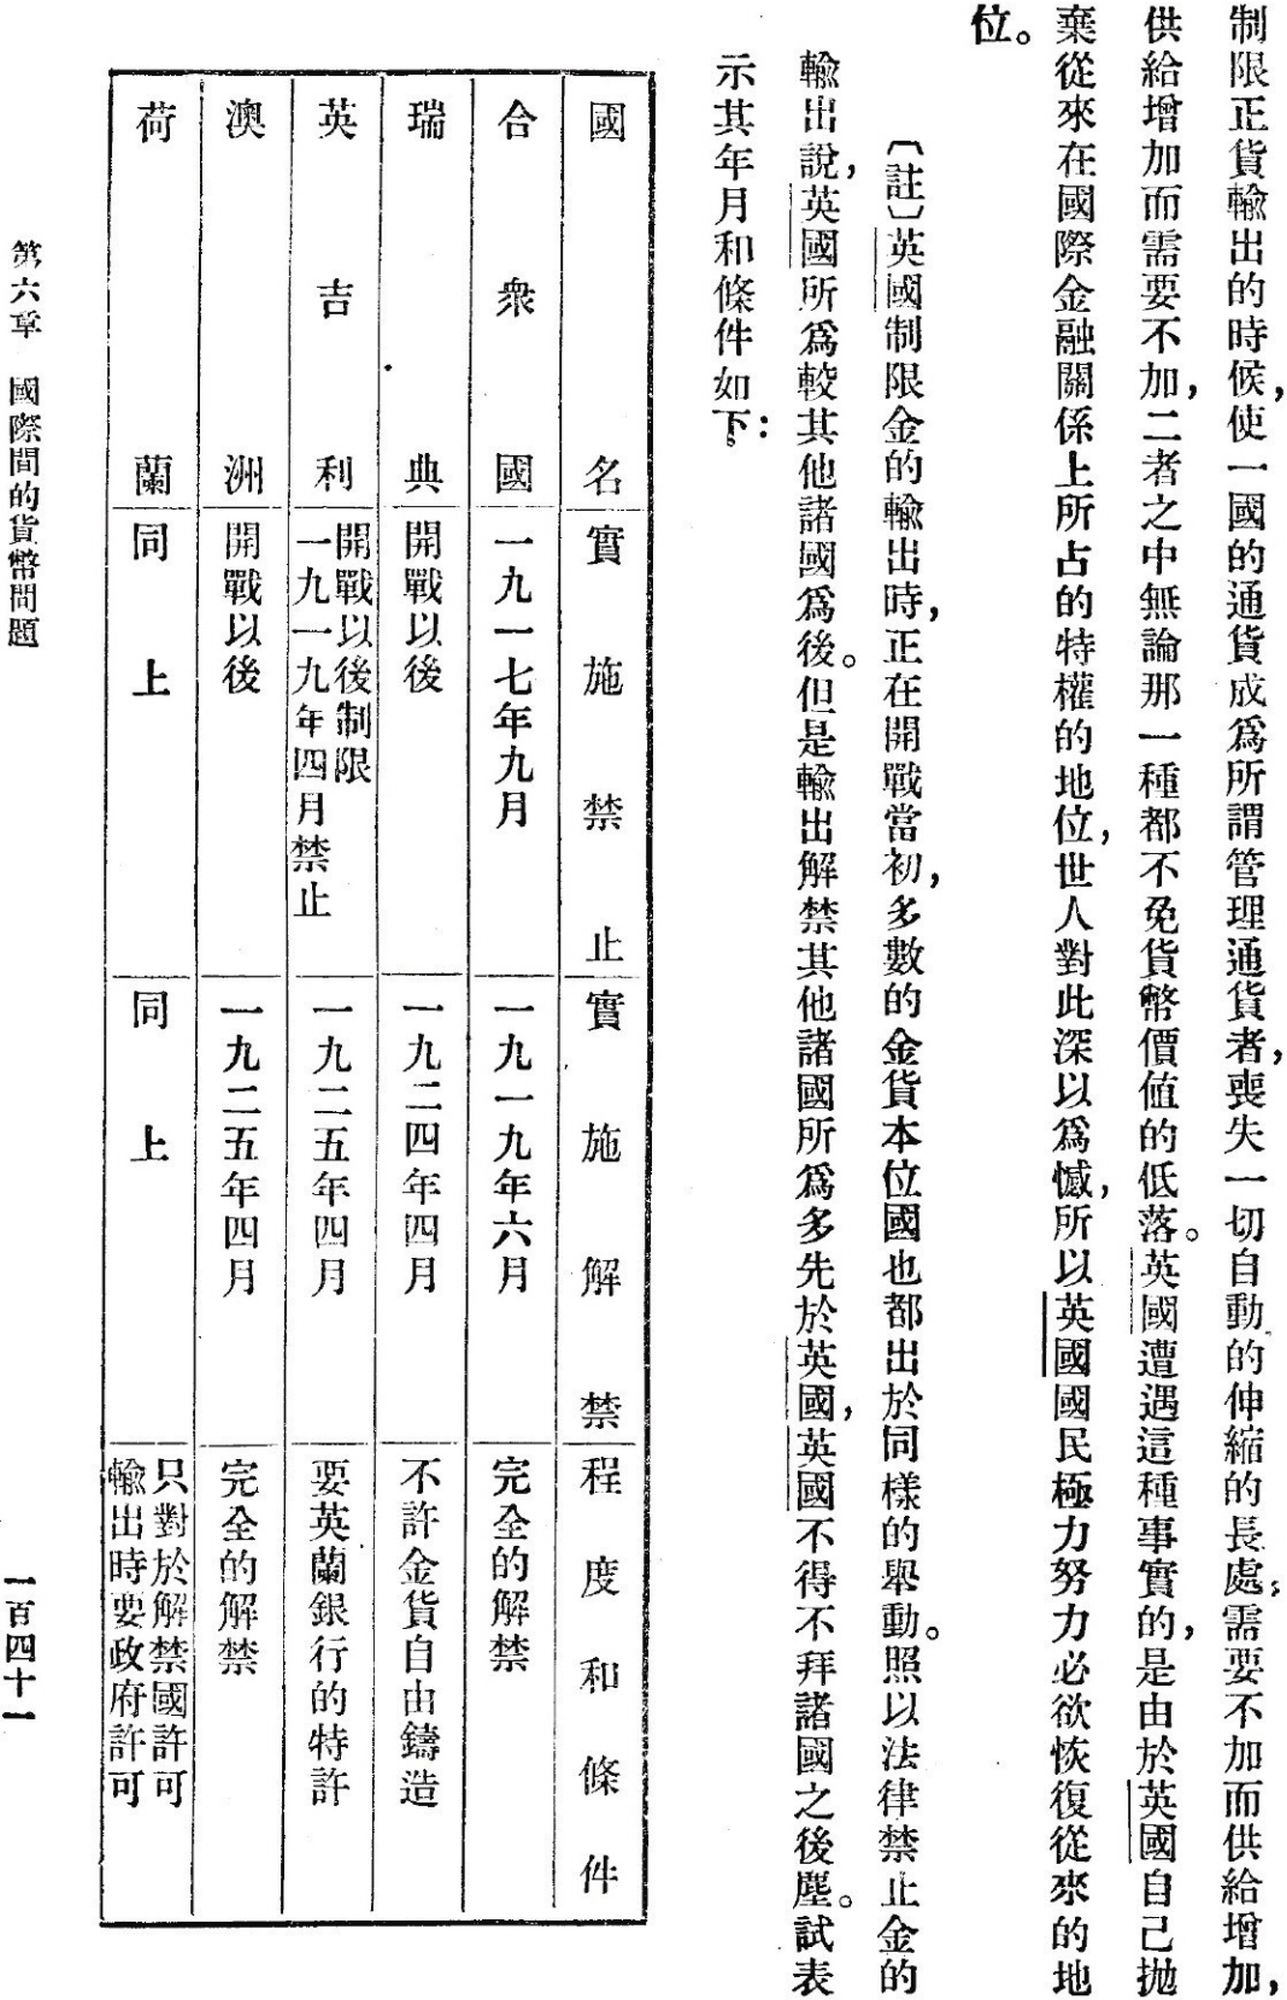 制限正貨輸出的時候，使一國的通貨成爲所謂管理通貨者，喪失一切自動的伸縮的長處；需要不加而供給增加，
供給增加而需要不加，二者之中無論那一種都不免貨幣價值的低落。英國遭遇這種事實的，是由於英國自己拋
棄從來在國際金融關係上所占的特權的地位，世人對此深以爲憾，所以英國國民極力努力必欲恢復從來的地
位。
〔註〕英國制限金的輸出時，正在開戰當初，多數的金貨本位國也都出於同樣的舉動。照以法律禁止金的
輸出說，英國所爲較其他諸國爲後。但是輸出解禁其他諸國所爲多先於英國，英國不得不拜諸國之後塵。試表
示其年月和條件如下：
國名 實施禁止 實施解禁 程度和條件
合衆國 一九一七年九月 一九一九年六月 完全的解禁
瑞典 開戰以後 一九二四年四月 不許金貨自由鑄造
英吉利 開戰以後制限 一九一九年四月禁止 一九二五年四月 要英蘭銀行的特許
澳洲 開戰以後 一九二五年四月 完全的解禁
荷蘭 同上 同上 只對於解禁國許可 輸出時要政府許可
第六章 國際間的貨幣問題
一百四十一